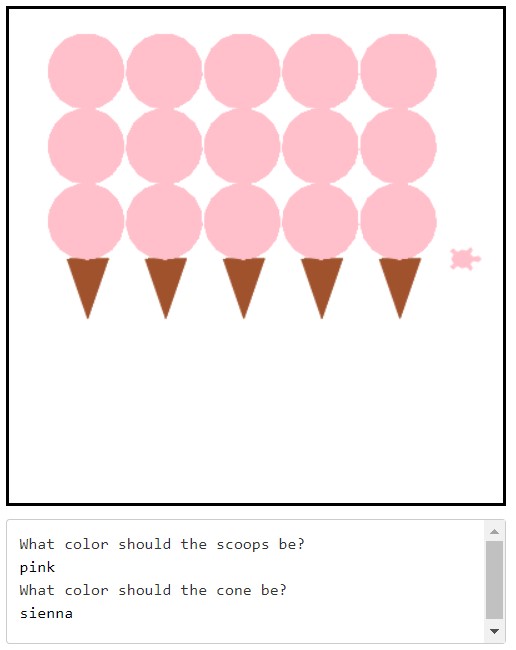 What color should the scoops be?
pink
What color should the cone be?
sienna